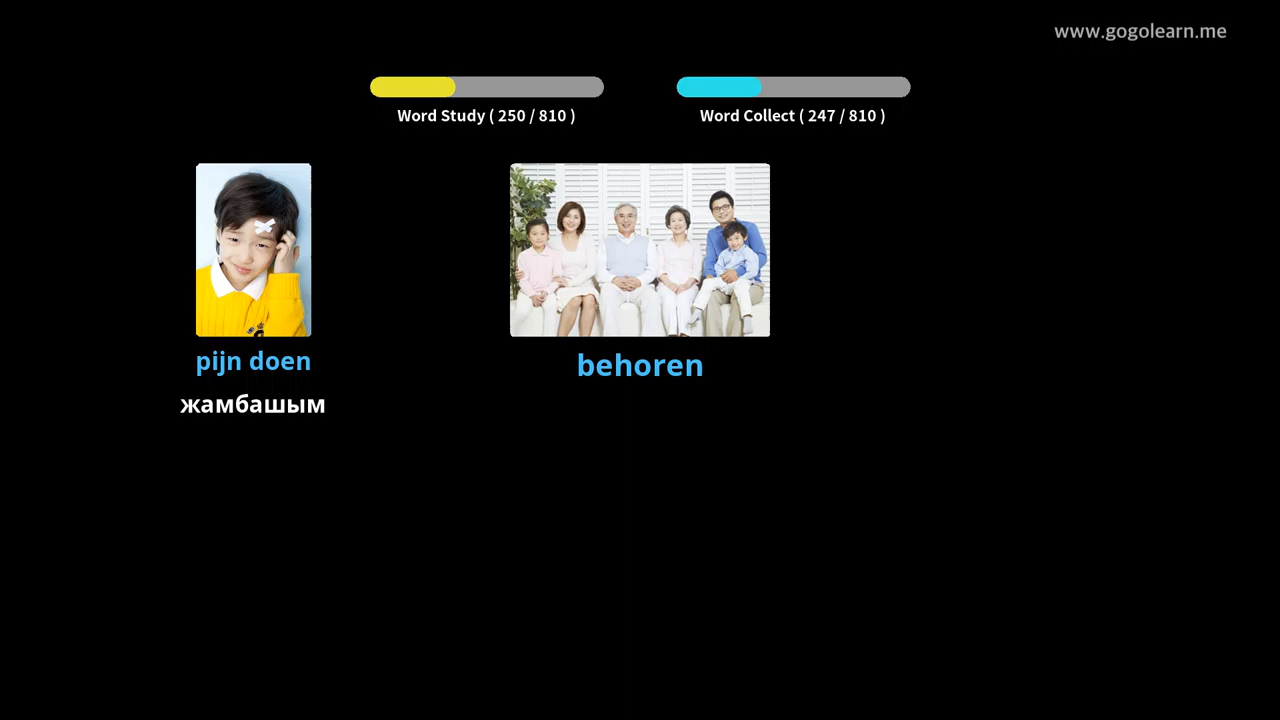 www.gogolearn.me
Word Study ( 250 / 810 )
Word Collect ( 247 / 810 )
pijn doen
behoren
жамбашым